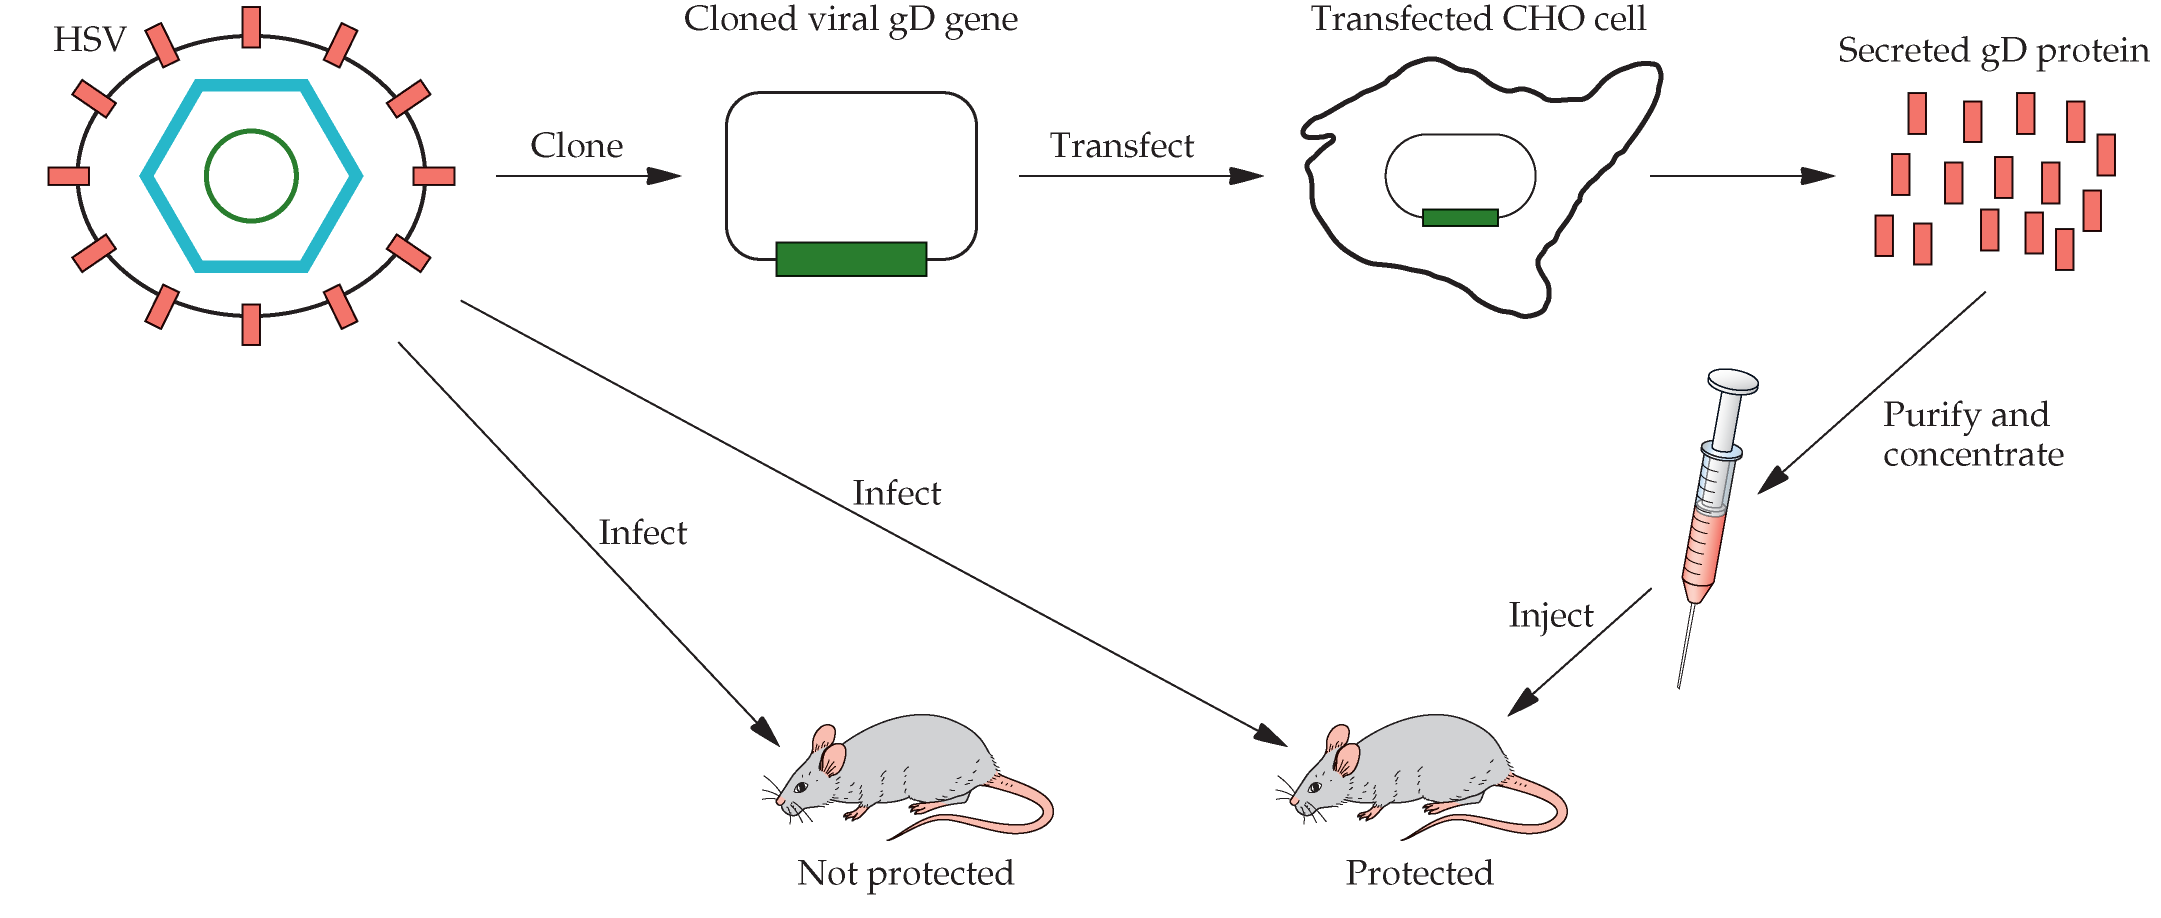 HSV
Cloned viral gD gene
Transfected CHO cell
Secreted gD protein
Clone
Transfect
Purify and
concentrate
Infect
Infect
Inject
Not protected
Protected